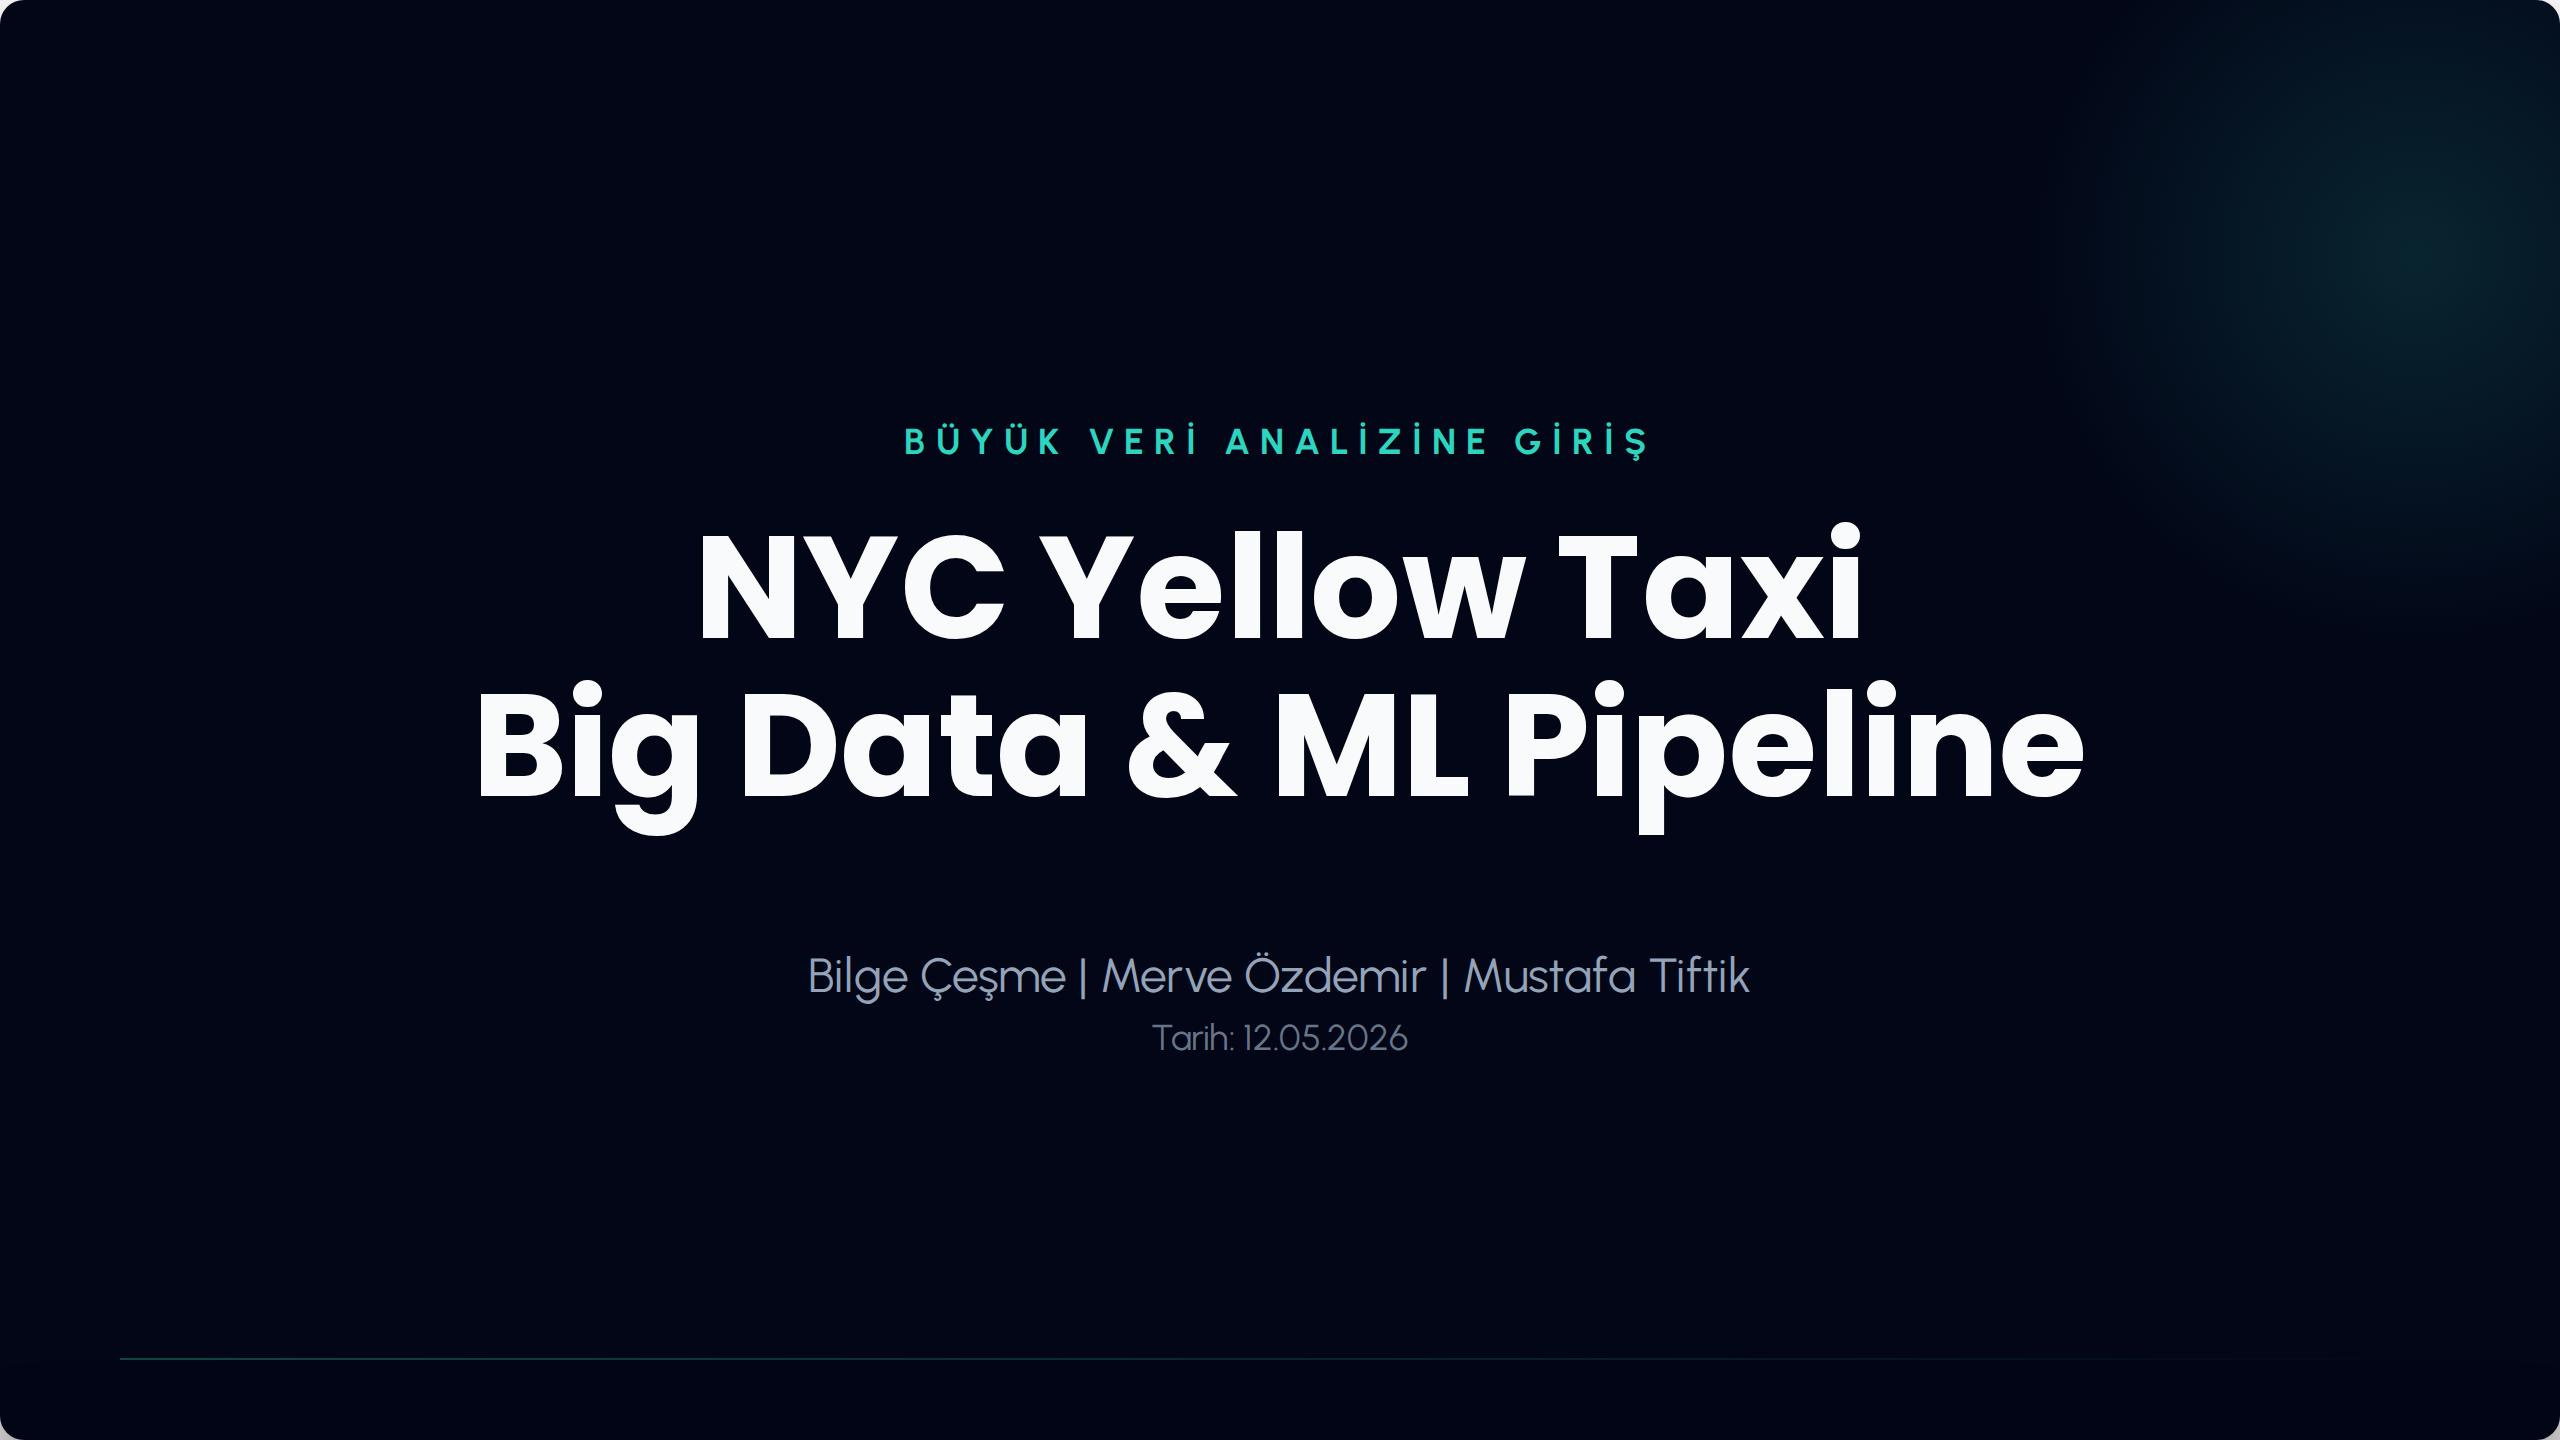 BÜYÜK VERİ ANALİZİNE GİRİŞ
NYC Yellow Taxi
Big Data & ML Pipeline
Bilge Çeşme | Merve Özdemir | Mustafa Tiftik
Tarih: 12.05.2026